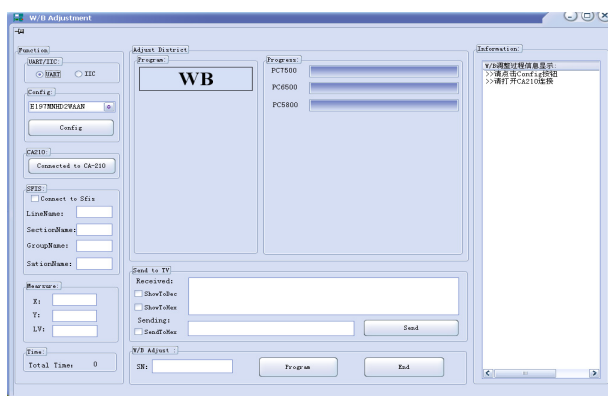 W/B Adjustment
Function
UART/IIC:
UART
IIC
Config:
E197MNHD2WAAN
Config
CA210:
Connected to CA-210
SFIS:
Connect to Sfis
LineName:
SectionName:
GroupName:
SationName:
Mearsure:
X:
Y:
LV:
Time:
Total Time: 0
Adjust District
Program:
WB
Progress:
PCT500
PC6500
PC5800
Send to TV
Received:
ShowToDec
ShowToHex
Sending:
SendToHex
Send
W/B Adjust :
SN:
Program
End
Information:
W/B调整过程信息显示:
>>请点击Config按钮
>>请打开CA210连接